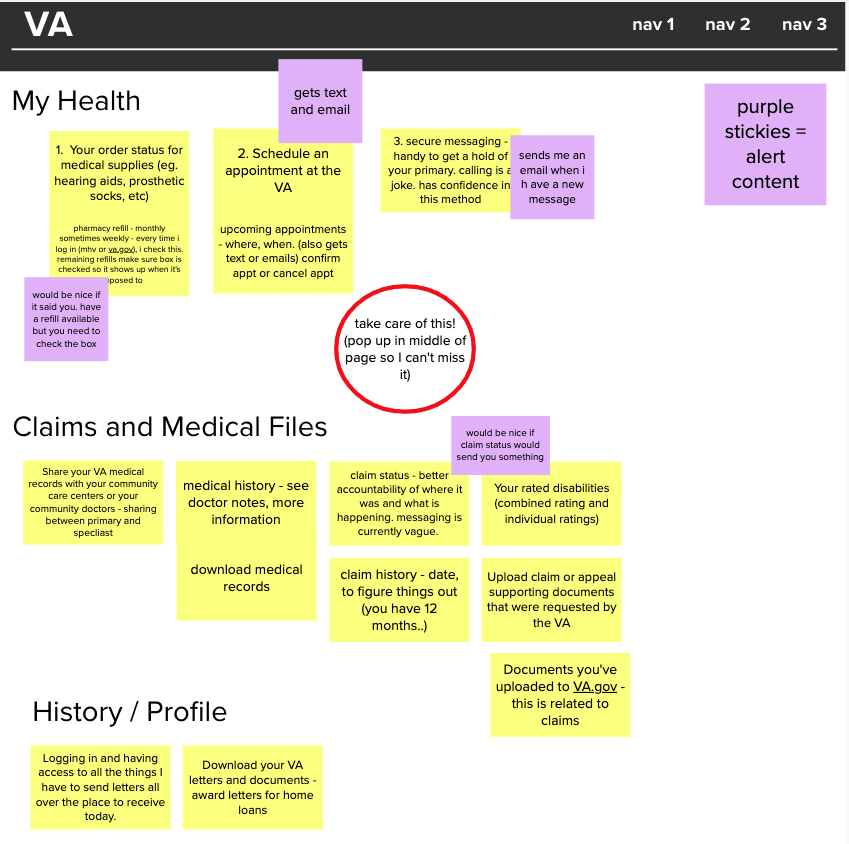 VA
nav 1 nav 2 nav 3
My Health
gets text
and email
purple
stickies =
alert
content
1. Your order status for
medical supplies (eg.
hearing aids, prosthetic
socks, etc)
pharmacy refill - monthly
sometimes weekly - every time i
log in (mhv or va.gov), i check this.
remaining refills make sure box is
checked so it shows up when it's
posed to
would be nice if
it said you. have
a refill available
but you need to
check the box
2. Schedule an
appointment at the
VA
upcoming appointments
- where, when. (also gets
text or emails) confirm
appt or cancel appt
3. secure messaging -
handy to get a hold of
your primary. calling is a
joke. has confidence in
this method
sends me an
email when i
h ave a new
message
take care of this!
(pop up in middle of
page so I can't miss
it)
Claims and Medical Files
would be nice if
claim status would
send you something
Share your VA medical
records with your community
care centers or your
community doctors - sharing
between primary and
specliast
medical history - see
doctor notes, more
information
download medical
records
claim status - better
accountability of where it
was and what is
happening. messaging is
currently vague.
Your rated disabilities
(combined rating and
individual ratings)
claim history - date,
to figure things out
(you have 12
months..)
Upload claim or appeal
supporting documents
that were requested by
the VA
Documents you've
uploaded to VA.gov -
this is related to
claims
History / Profile
Logging in and having
access to all the things I
have to send letters all
over the place to receive
today.
Download your VA
letters and documents -
award letters for home
loans